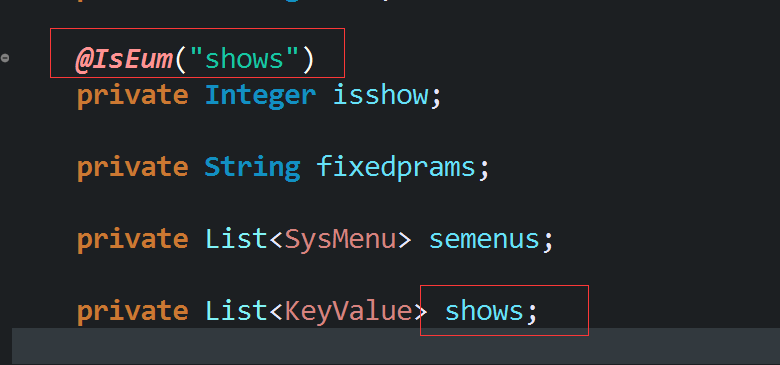 @IsEum("shows")
private Integer isshow;
private String fixedprams;
private List<SysMenu> semenus;
private List<KeyValue> shows;